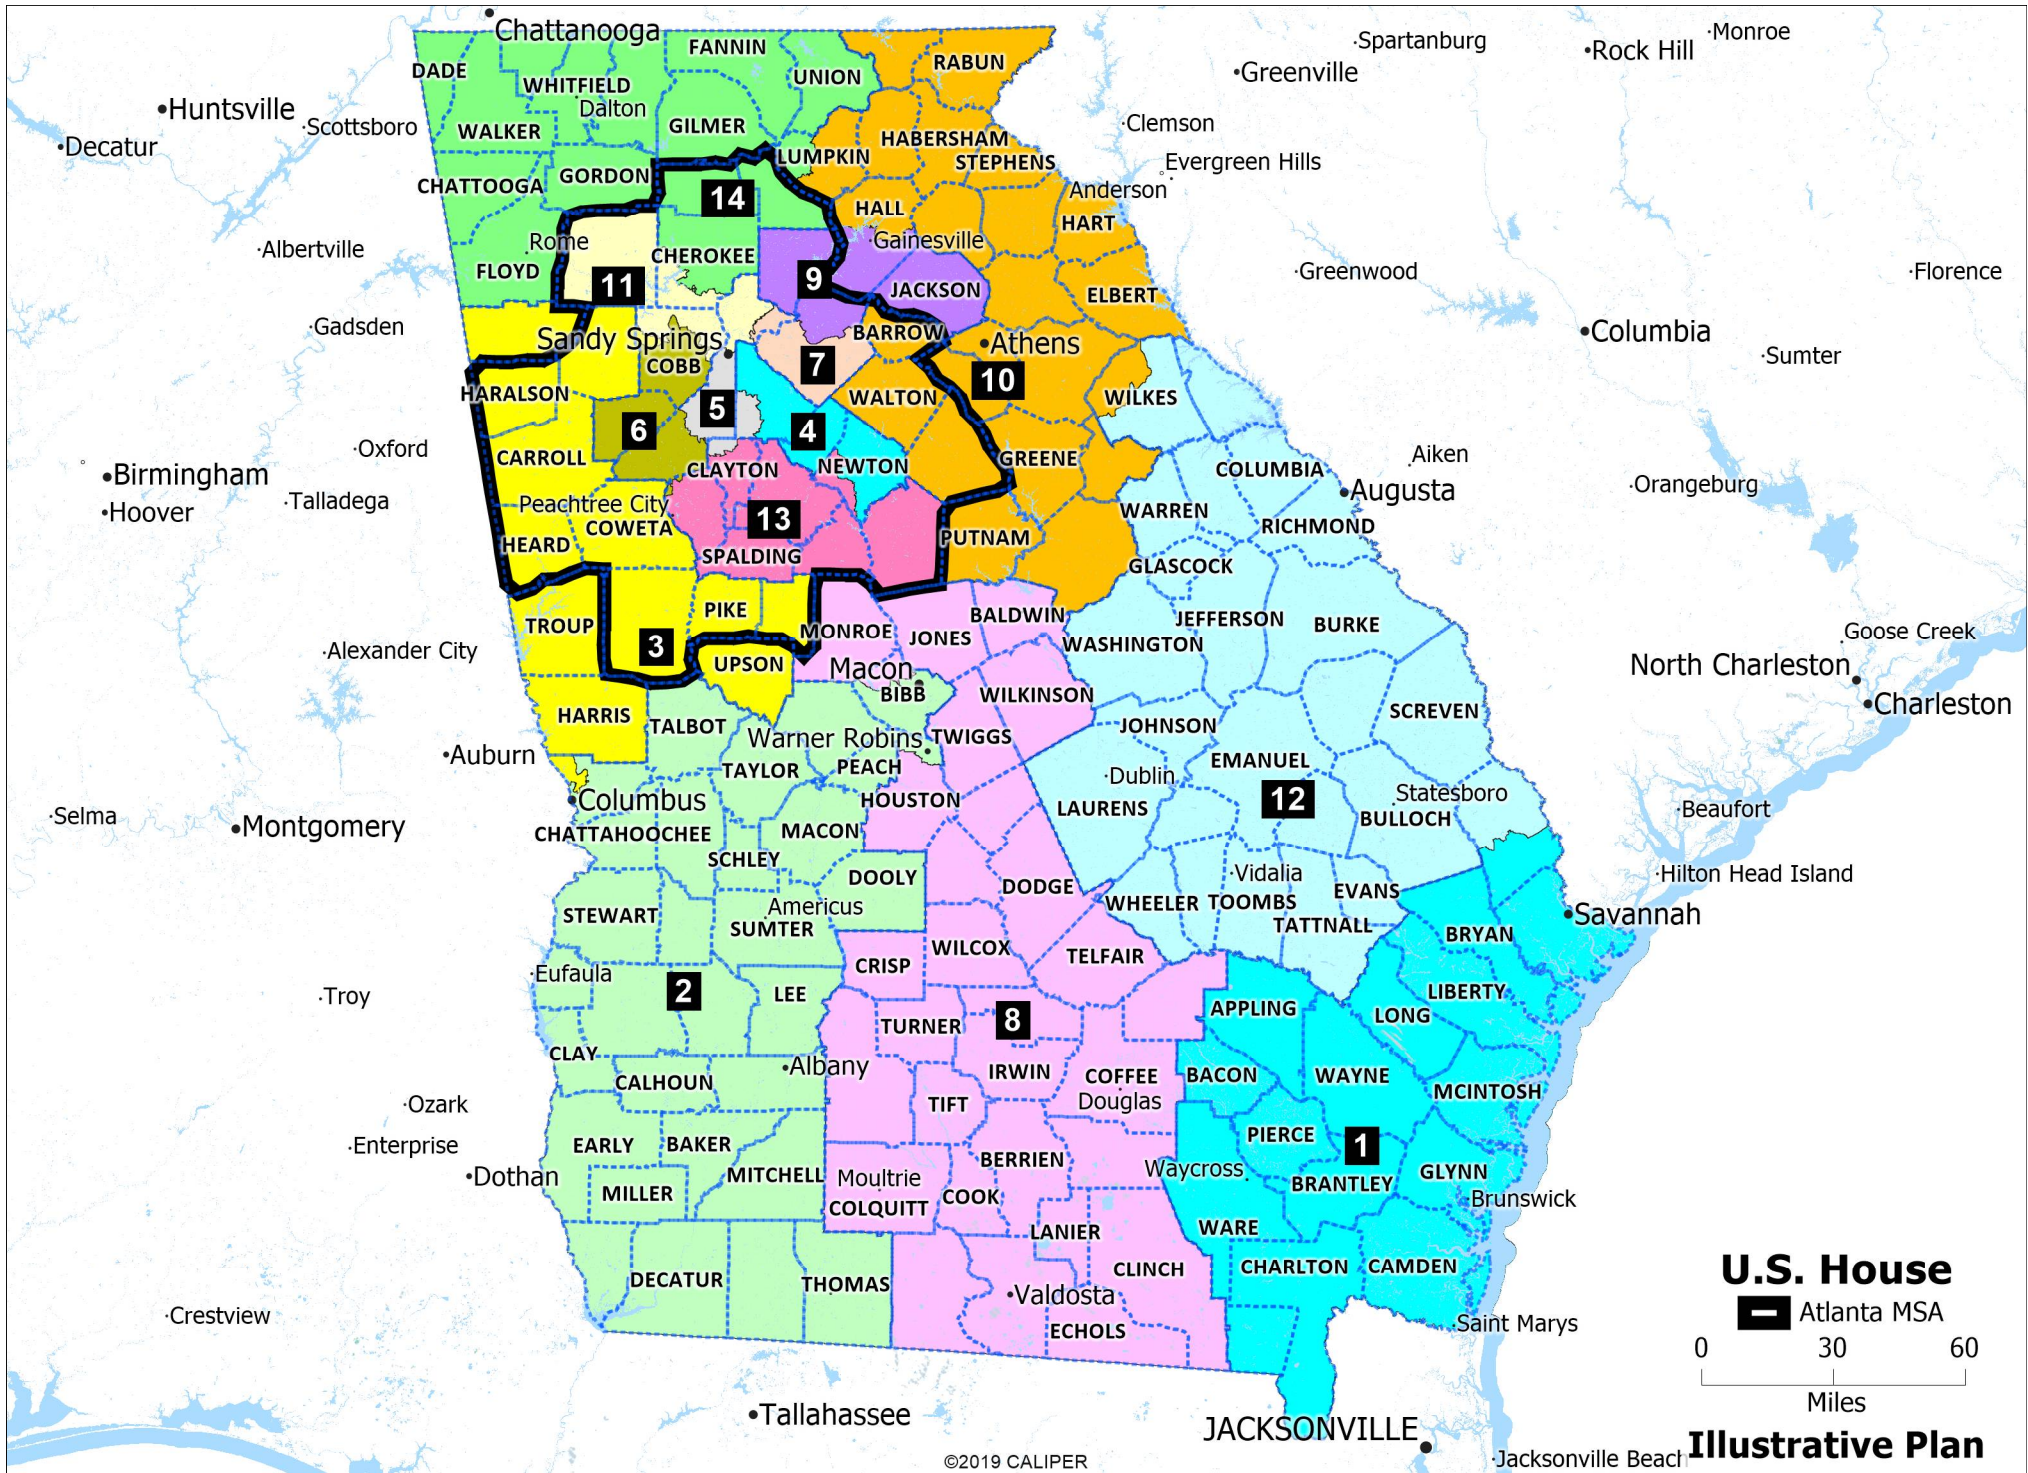 Chattanooga
Monroe
Spartanburg
Rock Hill
FANNIN
RABUN
DADE
UNION
Greenville
WHITFIELD
Dalton
Huntsville
Scottsboro
WALKER
GILMER
HABERSHAM
Clemson
Decatur
LUMPKIN
STEPHENS
Evergreen Hills
GORDON
CHATTOOGA
Anderson
14
HALL
HART
Rome
Gainesville
Albertville
CHEROKEE
FLOYD
Greenwood
Florence
11
9
JACKSON
ELBERT
Gadsden
Sandy Springs
BARROW
Athens
Columbia
COBB
7
Sumter
HARALSON
10
WALTON
WILKES
5
6
4
Oxford
CARROLL
CLAYTON
NEWTON
GREENE
COLUMBIA
Aiken
Birmingham
Hoover
Talladega
Peachtree City
COWETA
Augusta
Orangeburg
WARREN
13
RICHMOND
HEARD
SPALDING
PUTNAM
GLASCOCK
PIKE
BALDWIN
JEFFERSON
BURKE
TROUP
MONROE
JONES
WASHINGTON
Goose Creek
Alexander City
3
UPSON
Macon
North Charleston
BIBB
WILKINSON
Charleston
HARRIS
TALBOT
JOHNSON
SCREVEN
Auburn
Warner Robins
TWIGGS
TAYLOR
PEACH
EMANUEL
Dublin
Columbus
HOUSTON
LAURENS
12
Statesboro
BULLOCH
Selma
Montgomery
Beaufort
CHATTAHOOCHEE
MACON
SCHLEY
DOOLY
DODGE
Vidalia
EVANS
Hilton Head Island
STEWART
Americus
SUMTER
WHEELER
TOOMBS
TATTNALL
Savannah
WILCOX
BRYAN
CRISP
TELFAIR
Eufaula
2
LEE
LIBERTY
Troy
APPLING
LONG
TURNER
8
CLAY
Albany
IRWIN
COFFEE
Douglas
BACON
WAYNE
CALHOUN
MCINTOSH
Ozark
TIFT
PIERCE
1
Enterprise
EARLY
BAKER
BERRIEN
Waycross
Dothan
MITCHELL
Moultrie
COLQUITT
BRANTLEY
GLYNN
MILLER
COOK
Brunswick
LANIER
WARE
CLINCH
CHARLTON
CAMDEN
DECATUR
THOMAS
Valdosta
Crestview
ECHOLS
Saint Marys
U.S. House
Atlanta MSA
0 30 60
Miles
Tallahassee
JACKSONVILLE
Illustrative Plan
Jacksonville Beach
©2019 CALIPER